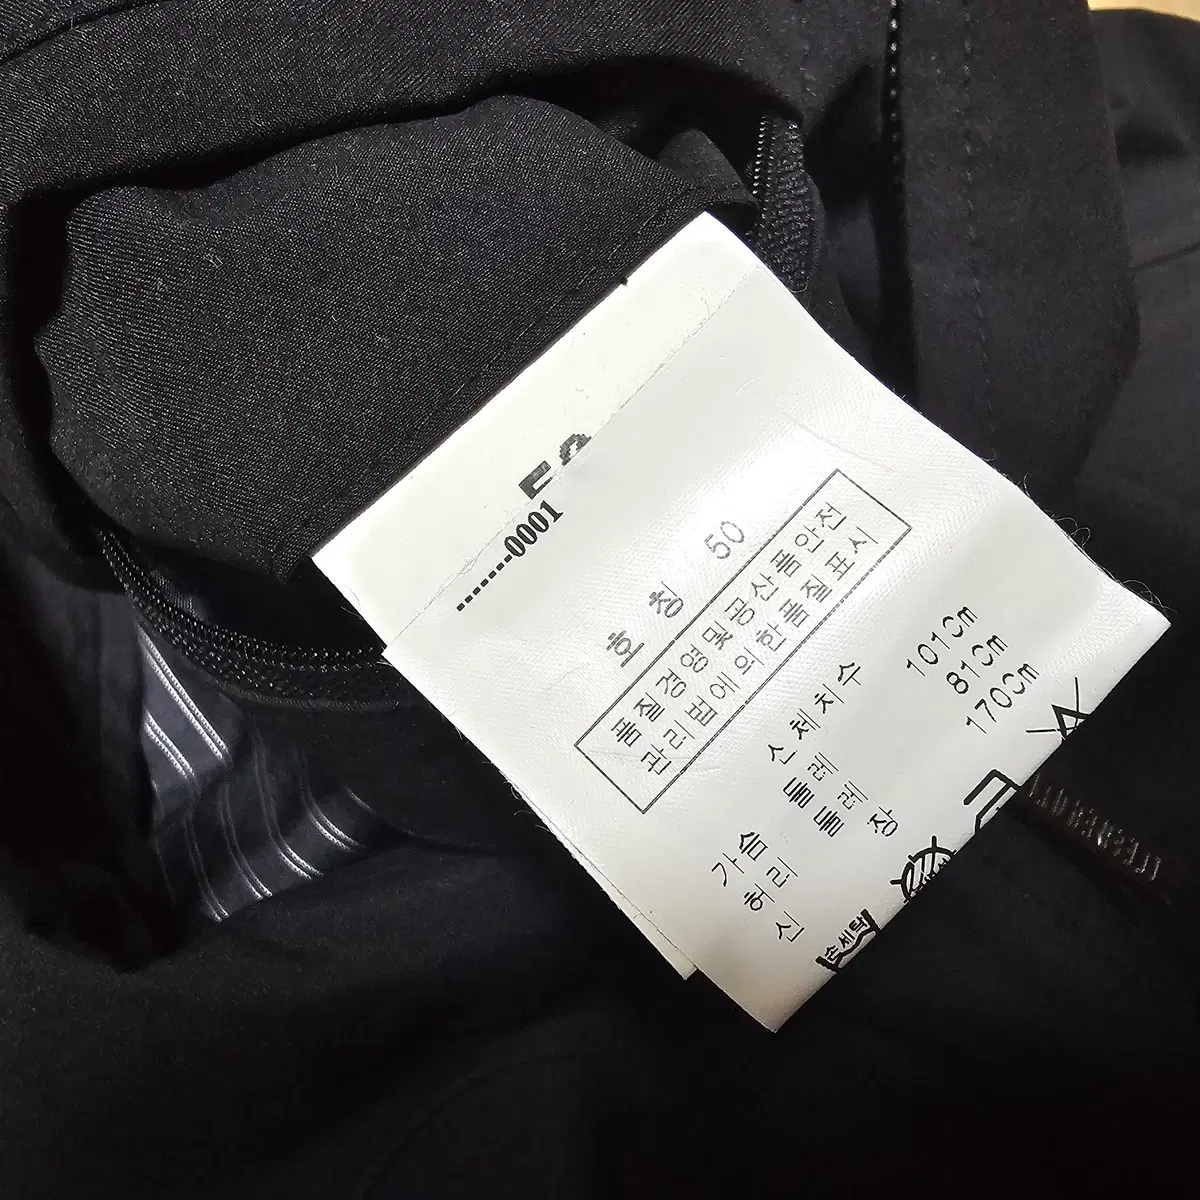 .......0001
호 칭 50
품질경영및공산품안전
관리법에의한품질표시
신체치수
가슴 둘레 101cm
허리 둘레 81cm
신 장 170cm
손세탁